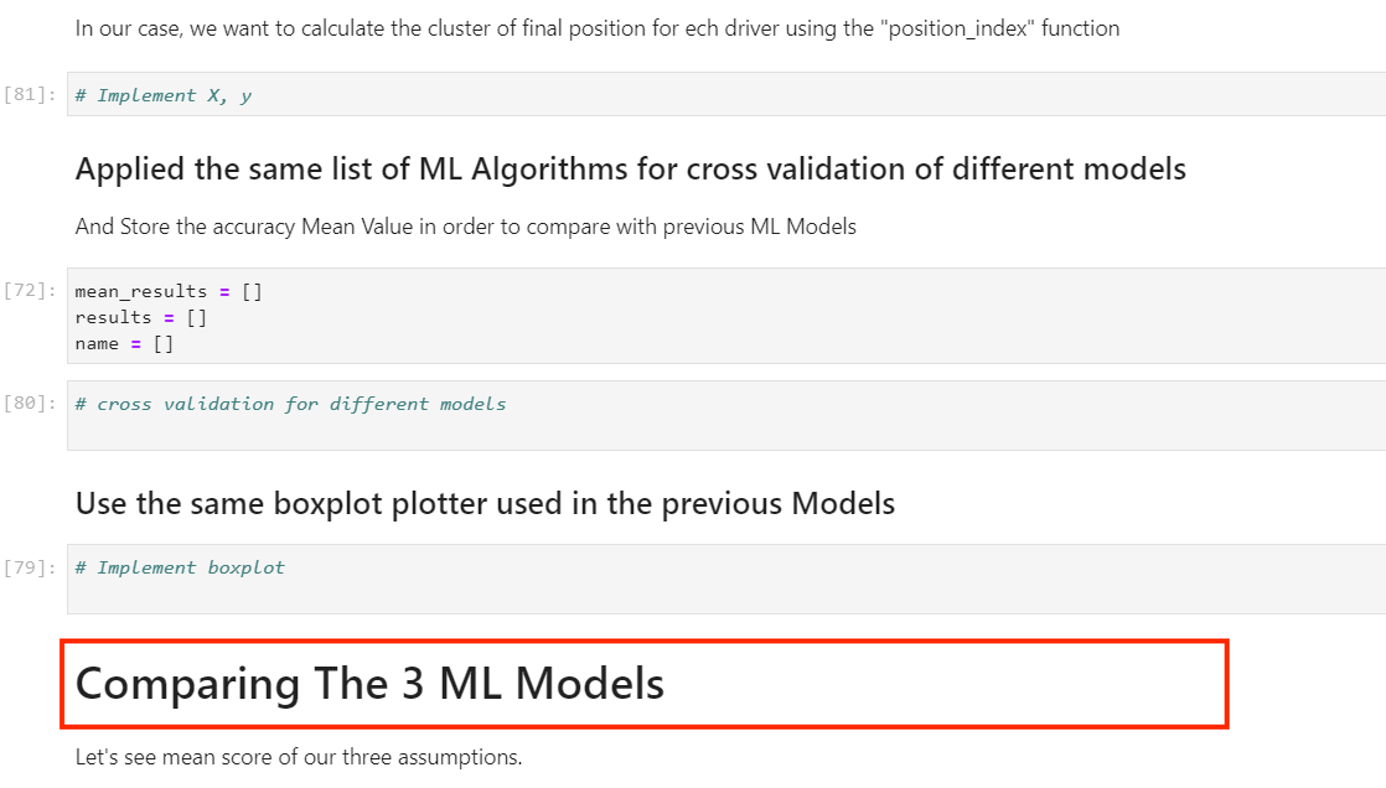 In our case, we want to calculate the cluster of final position for ech driver using the "position_index" function
[81]: # Implement X, y
Applied the same list of ML Algorithms for cross validation of different models
And Store the accuracy Mean Value in order to compare with previous ML Models
[72]: mean_results = []
results = []
name = []
[80]: # cross validation for different models
Use the same boxplot plotter used in the previous Models
[79]: # Implement boxplot
Comparing The 3 ML Models
Let's see mean score of our three assumptions.